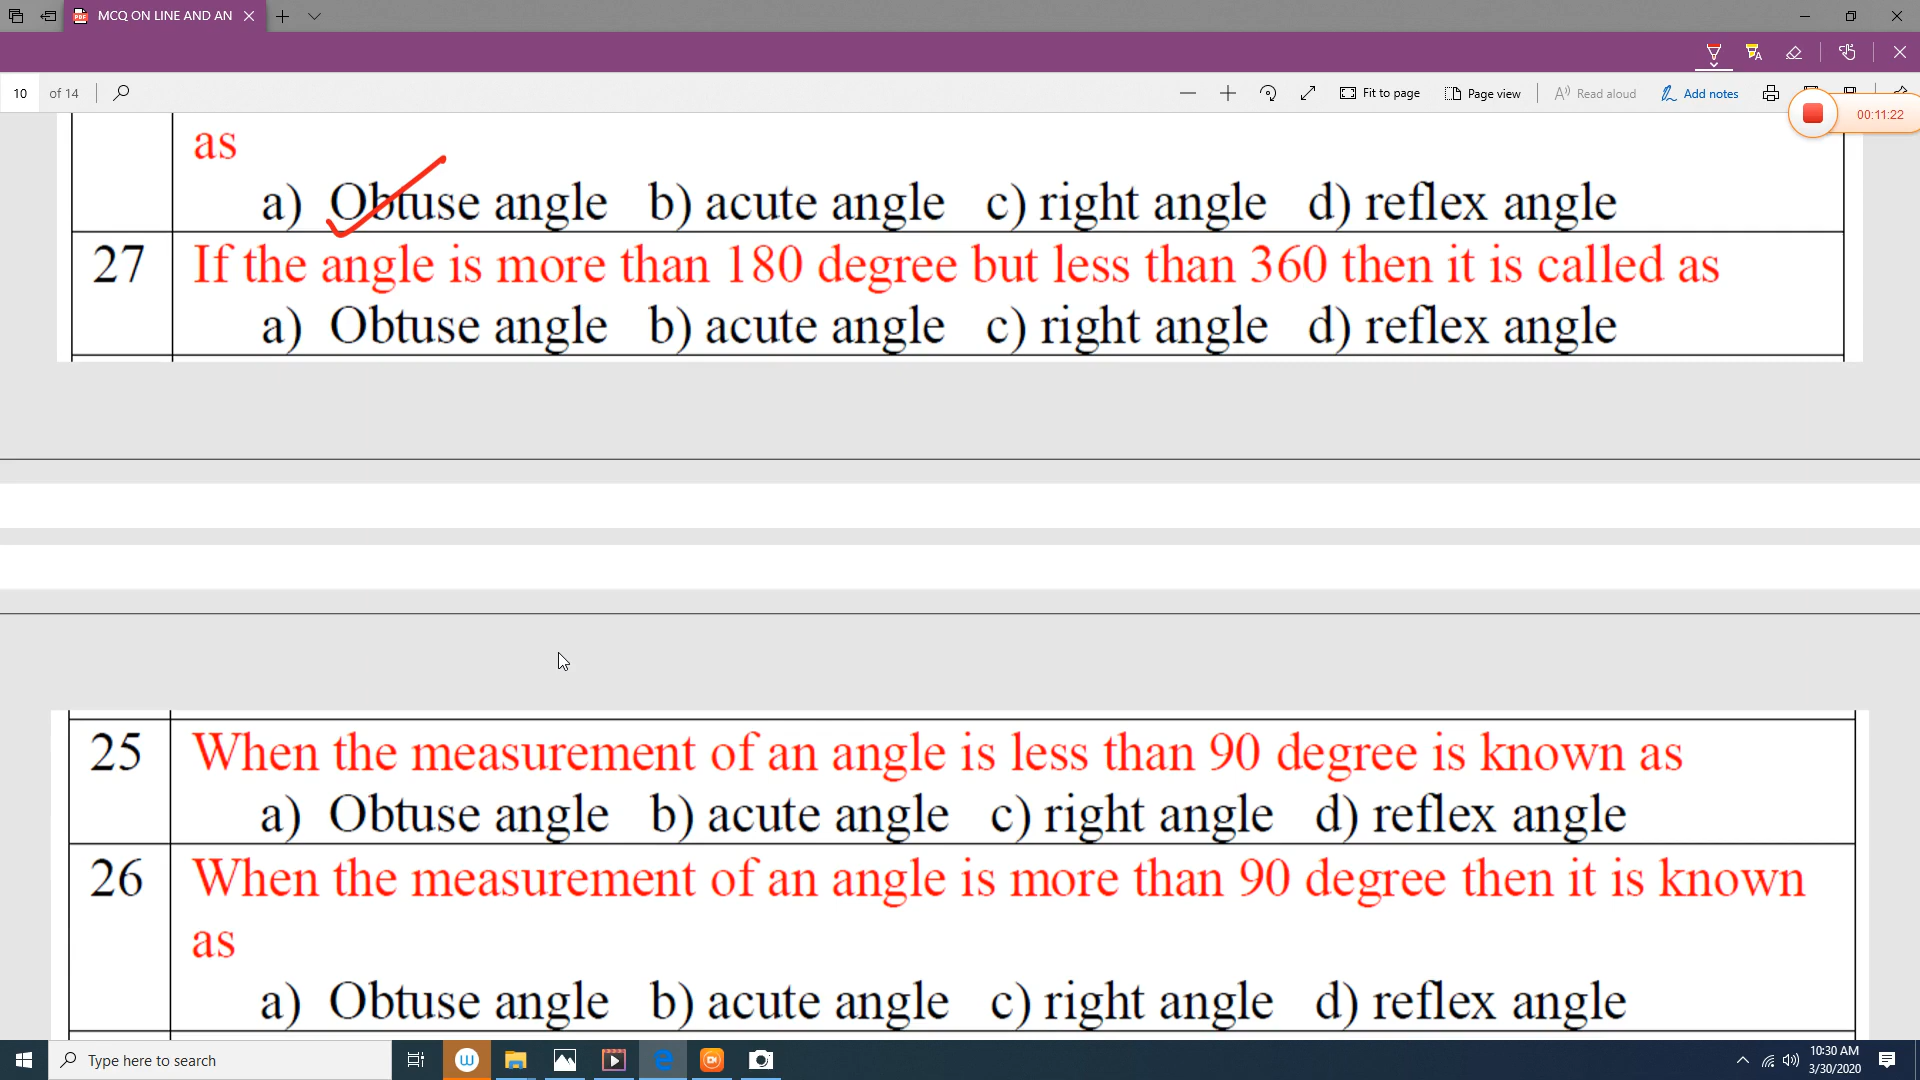 MCQ ON LINE AND AN
10 of 14
Fit to page
Page view
Read aloud
Add notes
00:11:22
as
a) Obtuse angle b) acute angle c) right angle d) reflex angle
27 If the angle is more than 180 degree but less than 360 then it is called as
a) Obtuse angle b) acute angle c) right angle d) reflex angle
25 When the measurement of an angle is less than 90 degree is known as
a) Obtuse angle b) acute angle c) right angle d) reflex angle
26 When the measurement of an angle is more than 90 degree then it is known
as
a) Obtuse angle b) acute angle c) right angle d) reflex angle
Type here to search
10:30 AM
3/30/2020